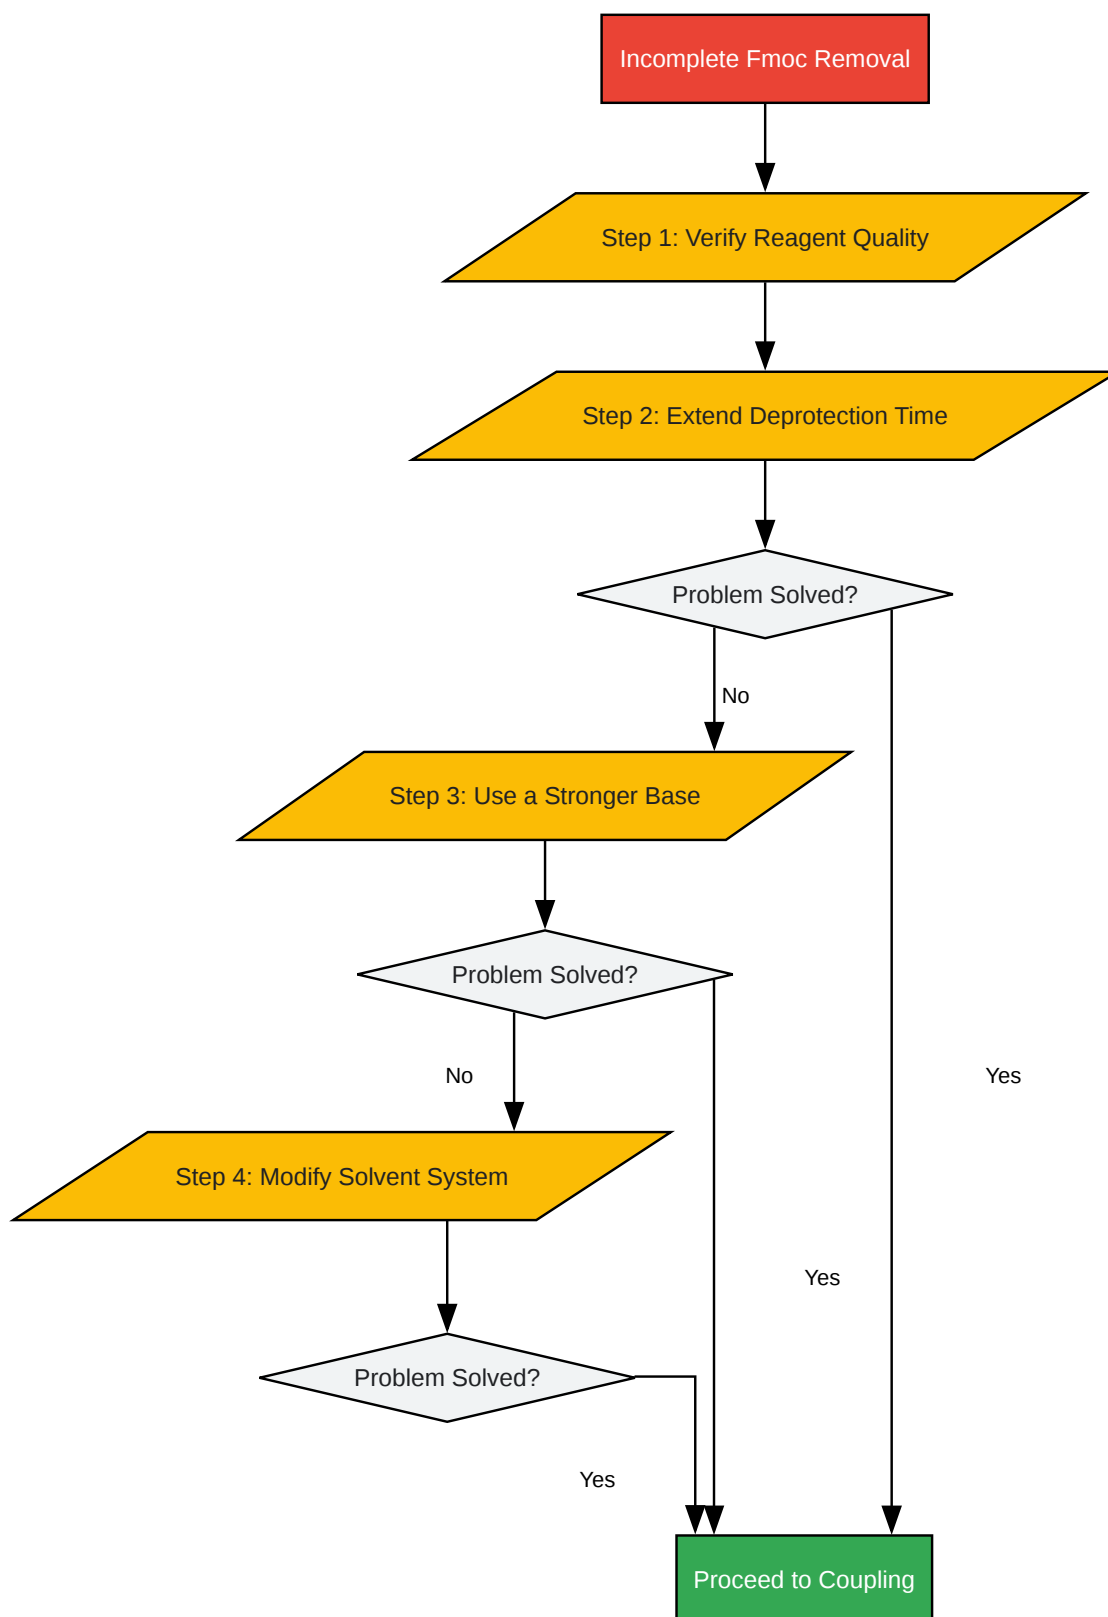 Incomplete Fmoc Removal
Step 1: Verify Reagent Quality
Step 2: Extend Deprotection Time
Problem Solved?
No
Step 3: Use a Stronger Base
Problem Solved?
No
Yes
Step 4: Modify Solvent System
Yes
Problem Solved?
Yes
Proceed to Coupling